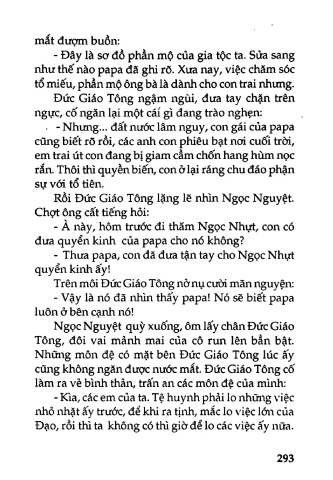 mắt đượm buồn:
- Đây là sơ đồ phần mộ của gia tộc ta. Sửa sang
như thế nào papa đã ghi rõ. Xưa nay, việc chăm sóc
tổ miếu, phần mộ ông bà là dành cho con trai nhưng.
Đức Giáo Tông ngậm ngùi, đưa tay chặn trên
ngực, cố ngăn lại một cái gì đang trào nghẹn:
- Nhưng... đất nước lâm nguy, con gái của papa
cũng biết rõ rồi, các anh con phiêu bạt nơi cuối trời,
em trai út con đang bị giam cầm chốn hang hùm nọc
rắn. Thôi thì quyền biến, con ở lại ráng chu đáo phận
sự với tổ tiên.
Rồi Đức Giáo Tông lặng lẽ nhìn Ngọc Nguyệt.
Chợt ông cất tiếng hỏi:
- À này, hôm trước đi thăm Ngọc Nhựt, con có
đưa quyển kinh của papa cho nó không?
- Thưa papa, con đã đưa tận tay cho Ngọc Nhựt
quyển kinh ấy!
Trên môi Đức Giáo Tông nở nụ cười mãn nguyện:
- Vậy là nó đã nhìn thấy papa! Nó sẽ biết papa
luôn ở bên cạnh nó!
Ngọc Nguyệt quỳ xuống, ôm lấy chân Đức Giáo
Tông, đôi vai mảnh mai của cô run lên bần bật.
Những môn đệ có mặt bên Đức Giáo Tông lúc ấy
cũng không ngăn được nước mắt. Đức Giáo Tông cố
làm ra vẻ bình thản, trấn an các môn đệ của mình:
- Kìa, các em của ta. Tệ huynh phải lo những việc
nhỏ nhặt ấy trước, để khi ra tịnh, mắc lo việc lớn của
Đạo, rồi thì ta không có thì giờ để lo các việc ấy nữa.
293